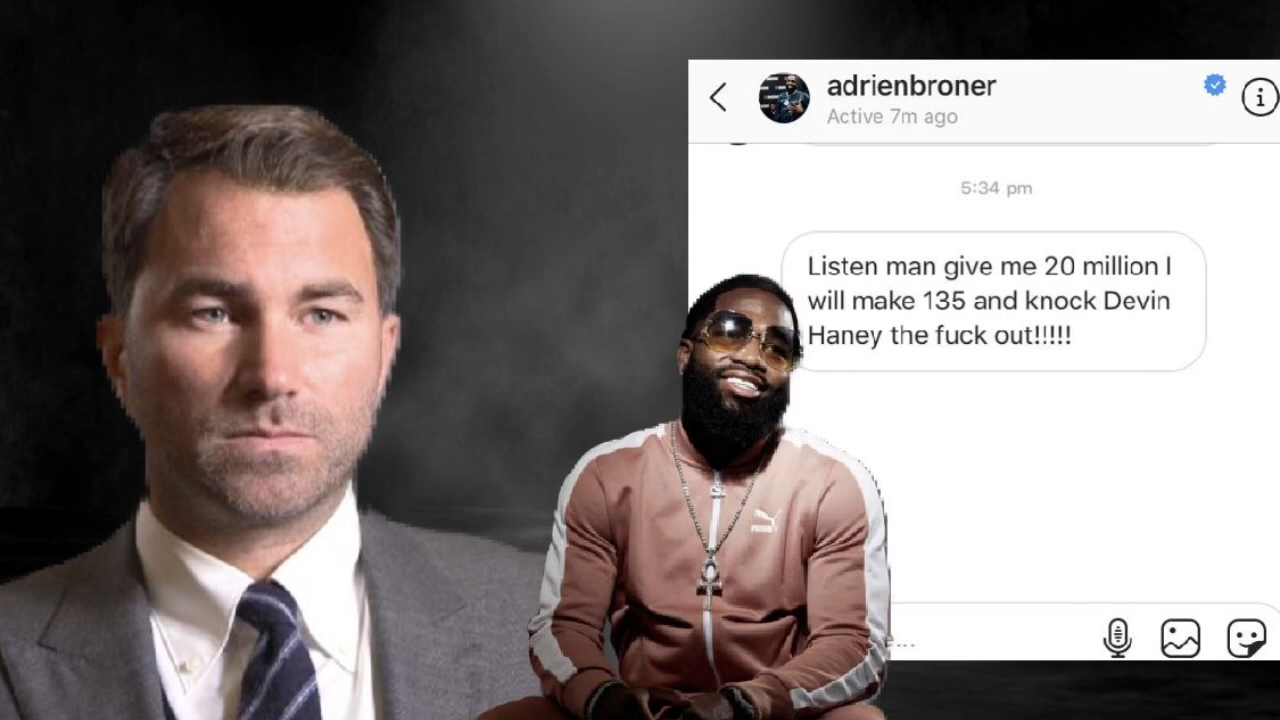 adrienbroner
Active 7m ago
5:34 pm
Listen man give me 20 million I
will make 135 and knock Devin
Haney the fuck out!!!!!
...
PUMA